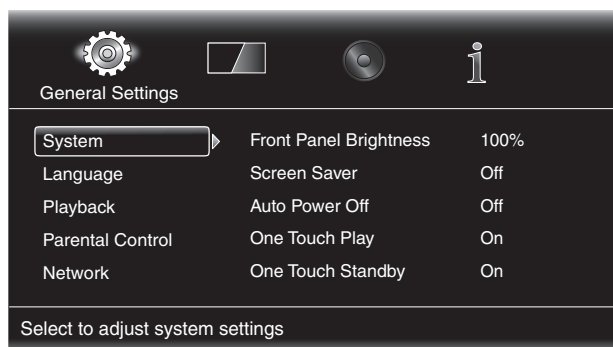 General Settings
System Front Panel Brightness 100%
Language Screen Saver Off
Playback Auto Power Off Off
Parental Control One Touch Play On
Network One Touch Standby On
Select to adjust system settings